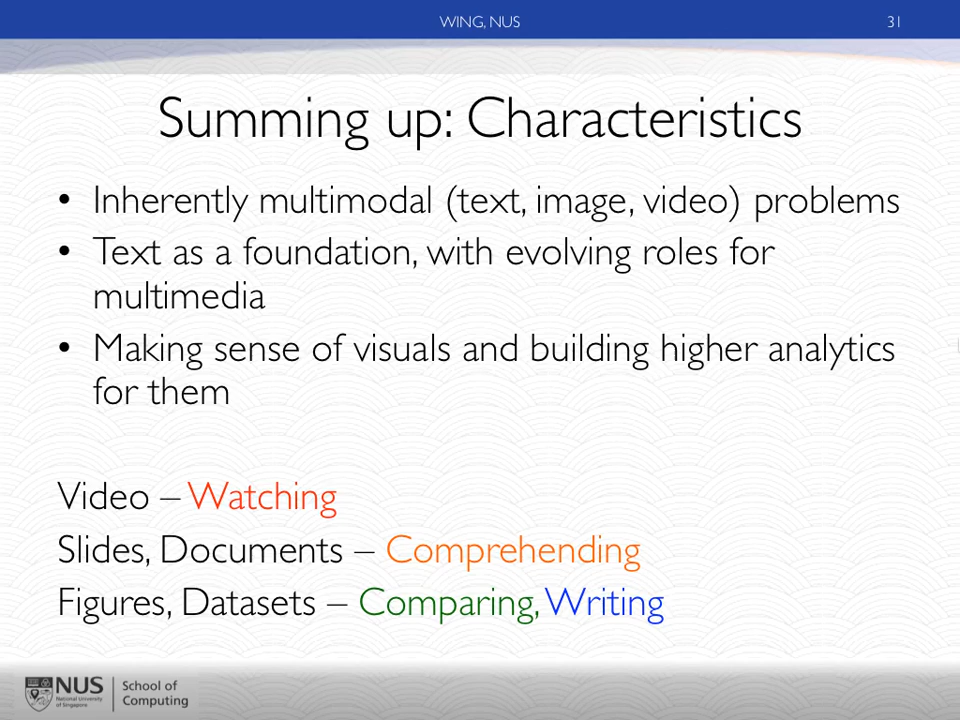 WING, NUS
31
Summing up: Characteristics
• Inherently multimodal (text, image, video) problems
• Text as a foundation, with evolving roles for
multimedia
• Making sense of visuals and building higher analytics
for them
Video – Watching
Slides, Documents – Comprehending
Figures, Datasets – Comparing, Writing
NUS
National University
of Singapore
School of
Computing